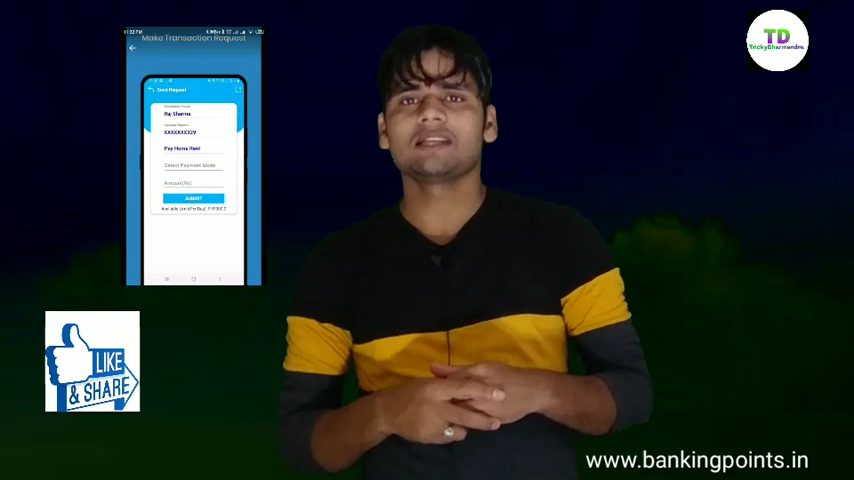 Make Transaction Request
Send Request
Raj Sharma
XXXXXXX329
Pay Home Rent
Select Payment Mode
Amount(Rs)
SUBMIT
LIKE
& SHARE
TD
TrickyDharmendra
www.bankingpoints.in